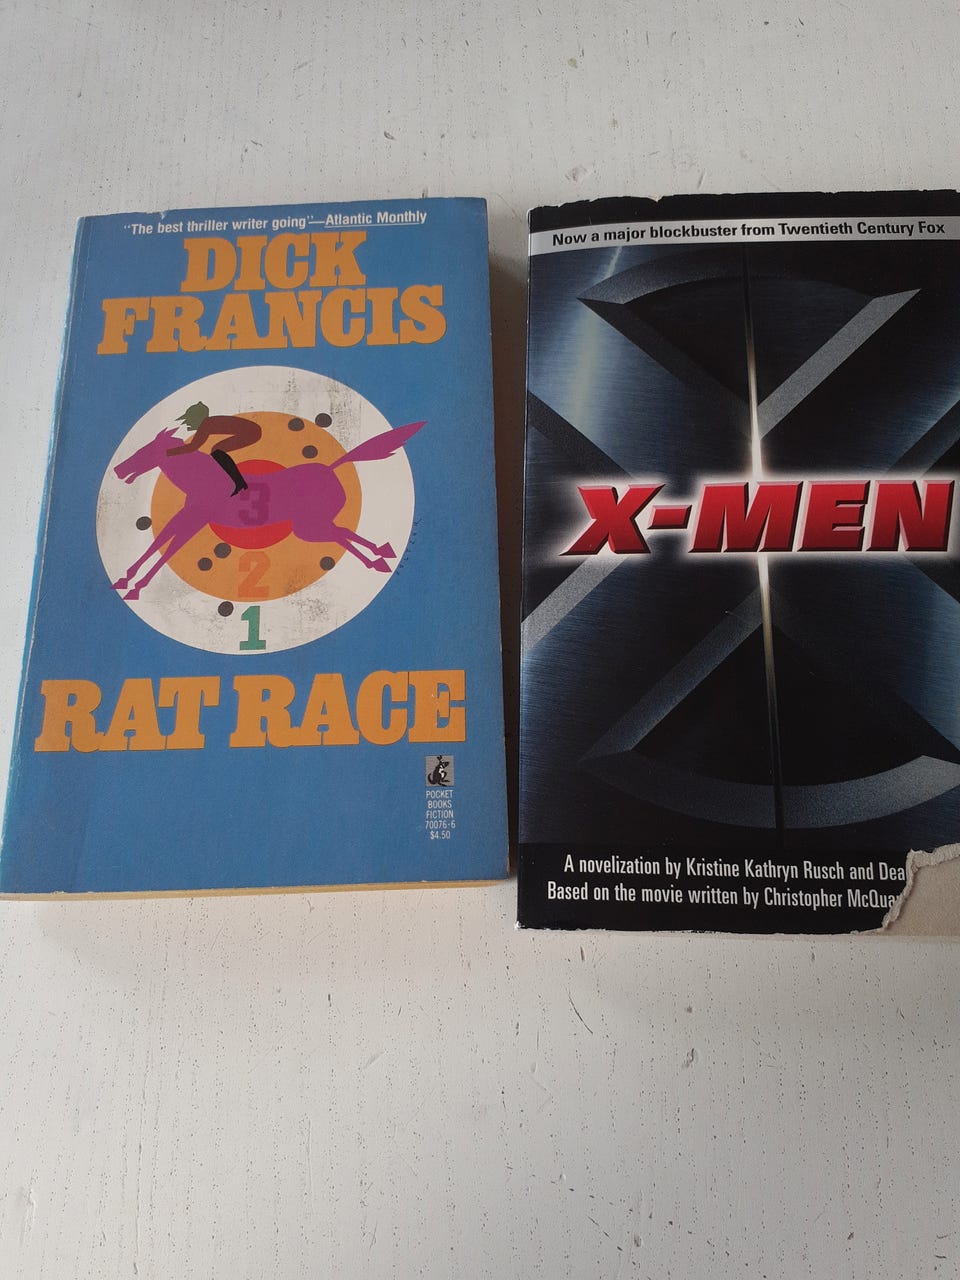 "The best thriller writer going"—Atlantic Monthly
DICK
FRANCIS
3
2
1
RAT RACE
POCKET
BOOKS
FICTION
70076-6
$4.50
Now a major blockbuster from Twentieth Century Fox
X-MEN
A novelization by Kristine Kathryn Rusch and Dea
Based on the movie written by Christopher McQuar